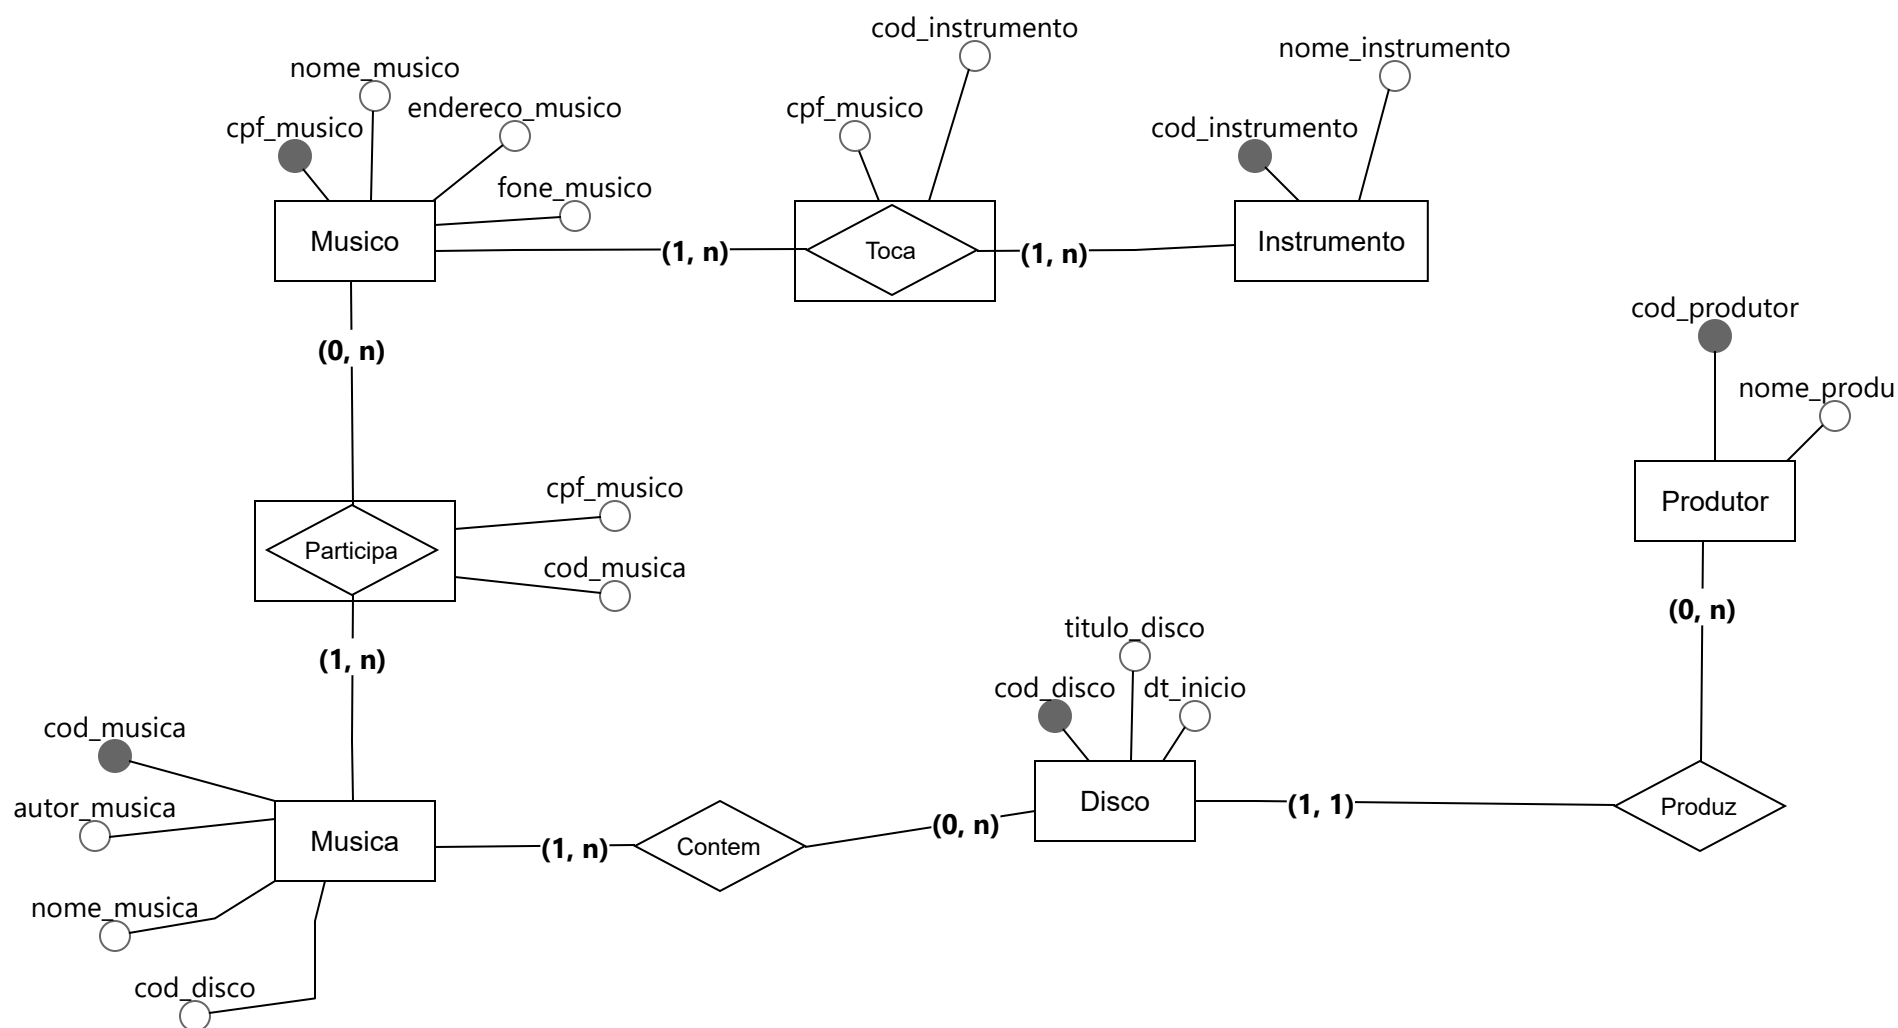 cod_instrumento
nome_musico
nome_instrumento
endereco_musico
cpf_musico
cpf_musico
cod_instrumento
fone_musico
Musico
(1, n)
Toca
(1, n)
Instrumento
(0, n)
cod_produtor
nome_produ
cpf_musico
Produtor
Participa
cod_musica
(0, n)
titulo_disco
(1, n)
cod_disco
dt_inicio
cod_musica
autor_musica
Disco
(1, 1)
Produz
Musica
(1, n)
Contem
(0, n)
nome_musica
cod_disco